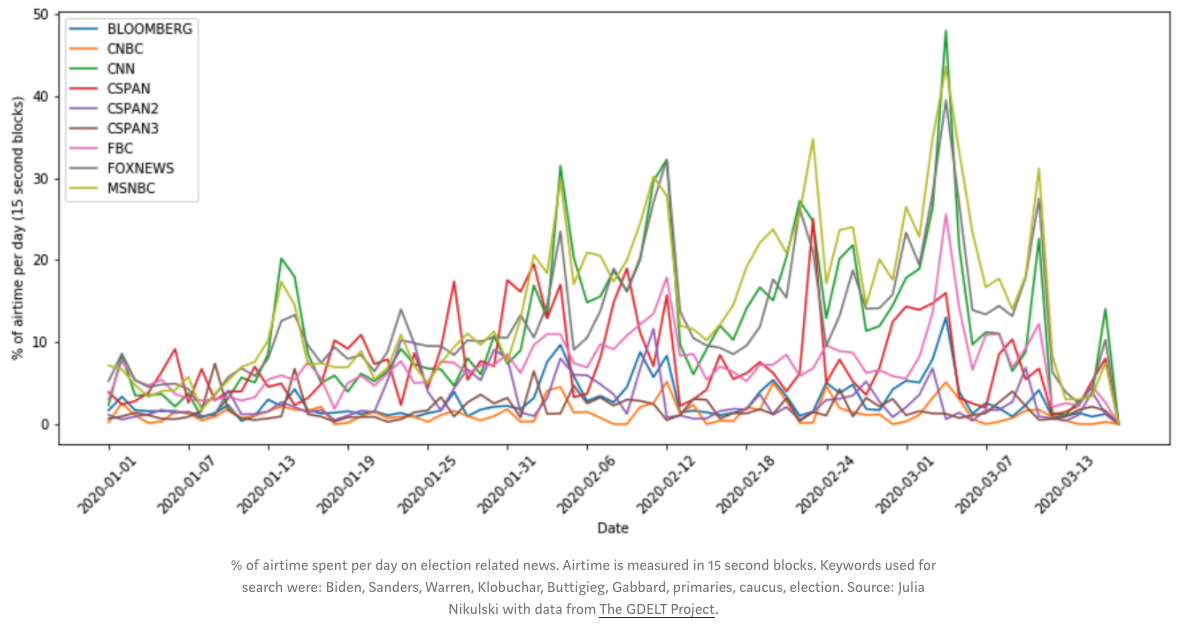 50
40
30
20
10
0
% of airtime per day (15 second blocks)
BLOOMBERG
CNBC
CNN
CSPAN
CSPAN2
CSPAN3
FBC
FOXNEWS
MSNBC
2020-01-01
2020-01-07
2020-01-13
2020-01-19
2020-01-25
2020-01-31
2020-02-06
2020-02-12
2020-02-18
2020-02-24
2020-03-01
2020-03-07
2020-03-13
Date
% of airtime spent per day on election related news. Airtime is measured in 15 second blocks. Keywords used for
search were: Biden, Sanders, Warren, Klobuchar, Buttigieg, Gabbard, primaries, caucus, election. Source: Julia
Nikulski with data from The GDELT Project.